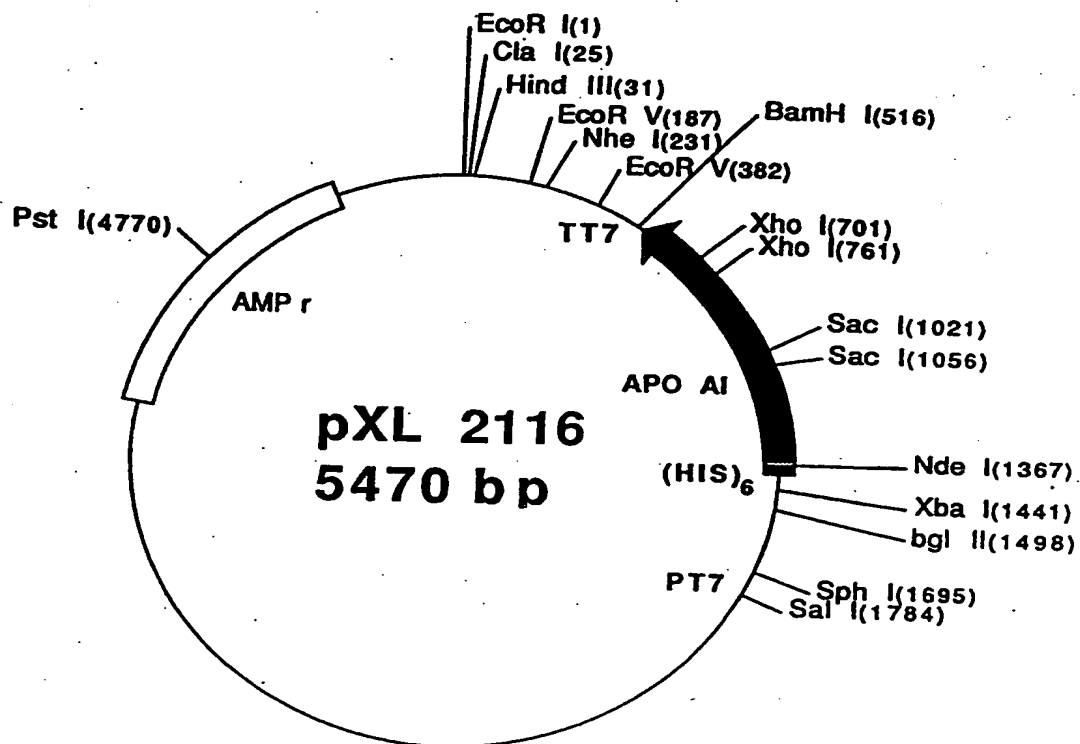 EcoR I(1)
Cla I(25)
Hind III(31)
EcoR V(187)
Nhe I(231)
EcoR V(382)
BamH I(516)
Pst I(4770)
TT7
Xho I(701)
Xho I(761)
AMP r
Sac I(1021)
Sac I(1056)
APO AI
pXL 2116
5470 bp
(HIS)6
Nde I(1367)
Xba I(1441)
bgl II(1498)
PT7
Sph I(1695)
Sal I(1784)